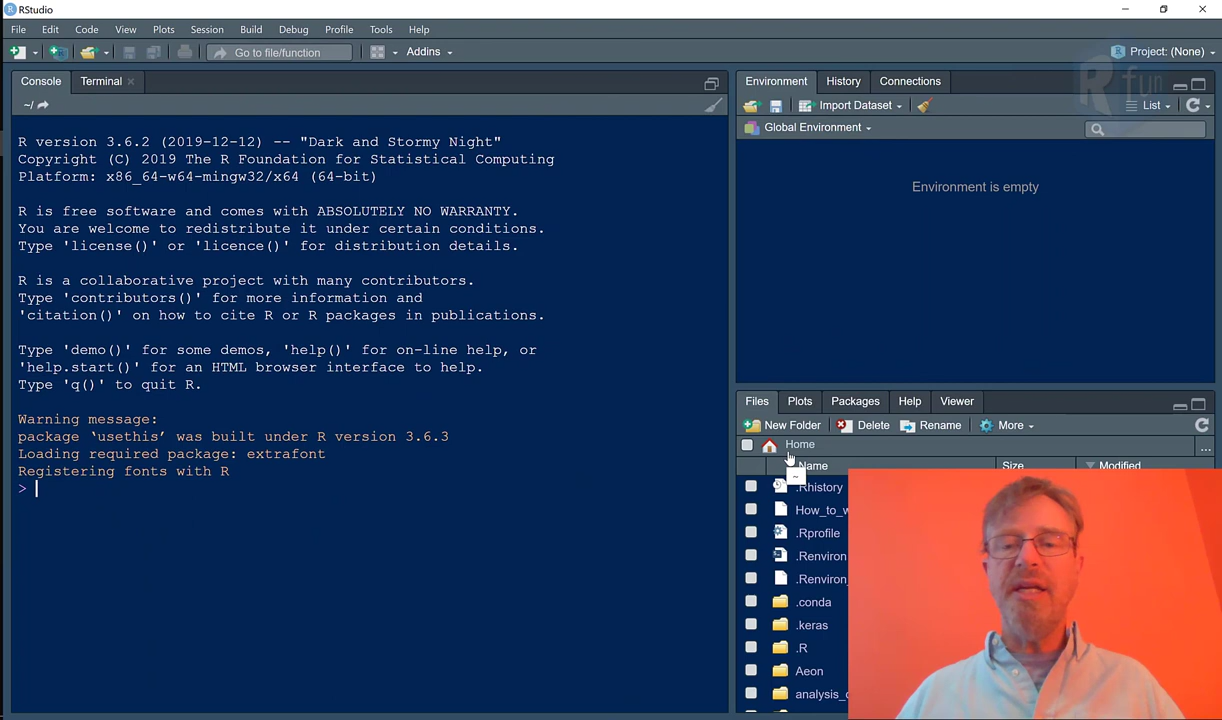 RStudio
File Edit Code View Plots Session Build Debug Profile Tools Help
Go to file/function Addins Project: (None)
Console Terminal
~/
R version 3.6.2 (2019-12-12) -- "Dark and Stormy Night"
Copyright (C) 2019 The R Foundation for Statistical Computing
Platform: x86_64-w64-mingw32/x64 (64-bit)
R is free software and comes with ABSOLUTELY NO WARRANTY.
You are welcome to redistribute it under certain conditions.
Type 'license()' or 'licence()' for distribution details.
R is a collaborative project with many contributors.
Type 'contributors()' for more information and
'citation()' on how to cite R or R packages in publications.
Type 'demo()' for some demos, 'help()' for on-line help, or
'help.start()' for an HTML browser interface to help.
Type 'q()' to quit R.
Warning message:
package ‘usethis’ was built under R version 3.6.3
Loading required package: extrafont
Registering fonts with R
>
Environment History Connections
R fun
Import Dataset List
Global Environment
Environment is empty
Files Plots Packages Help Viewer
New Folder Delete Rename More
Home ...
Name Size Modified
~
.Rhistory
How_to_w
.Rprofile
.Renviron
.Renviron_
.conda
.keras
.R
Aeon
analysis_